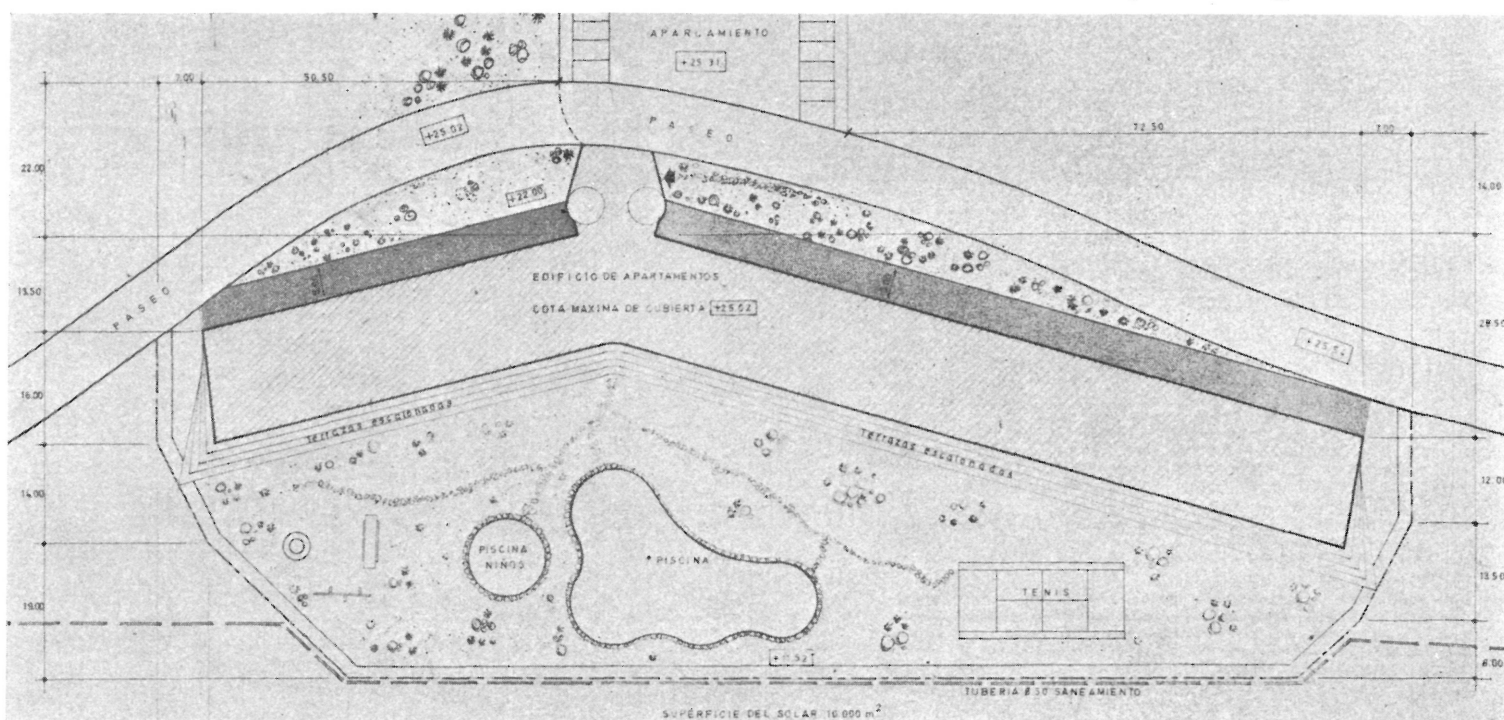 APARCAMIENTO
+25.31
7.00
50.50
+25.02
PASEO
72.50
7.00
22.00
14.00
+22.00
EDIFICIO DE APARTAMENTOS
COTA MAXIMA DE CUBIERTA +25.02
PASEO
15.50
28.50
16.00
Terrazas escalonadas
Terrazas escalonadas
14.00
12.00
PISCINA
NIÑOS
PISCINA
TENIS
13.50
19.00
6.00
TUBERIA Ø 50 SANEAMIENTO
SUPERFICIE DEL SOLAR 10.000 m²